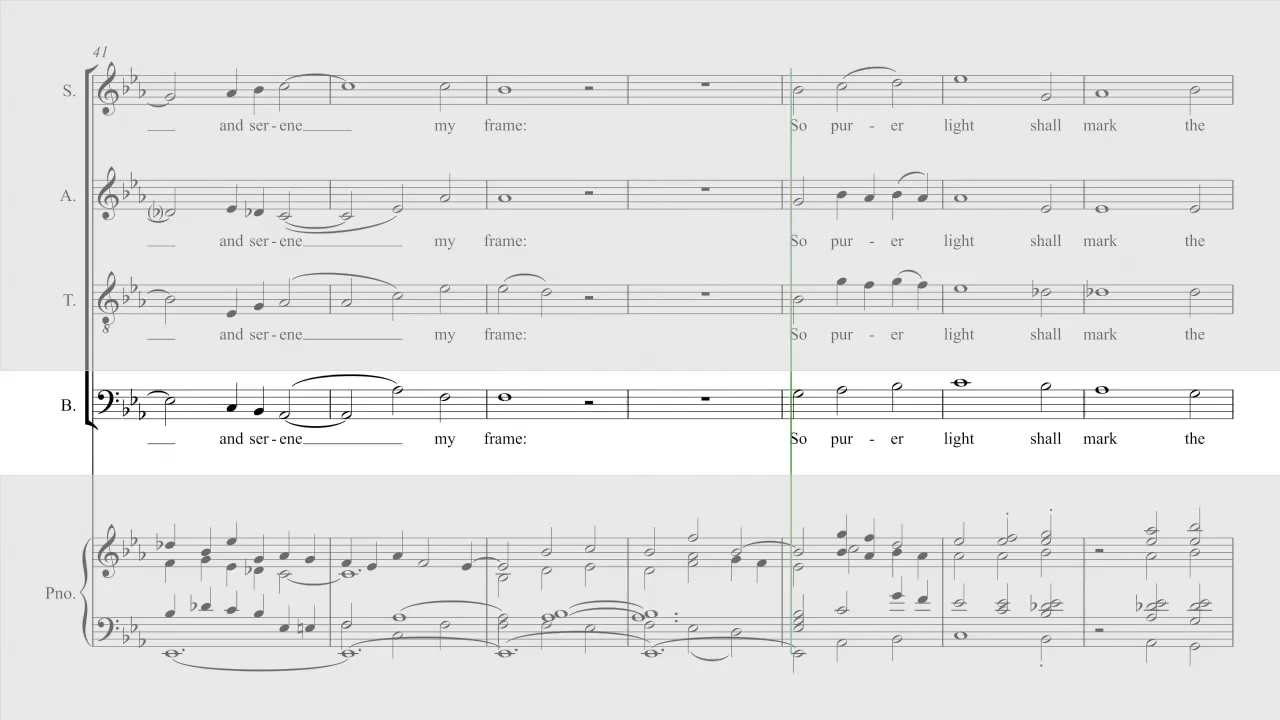 41
S.
and ser - ene my frame: So pur - er light shall mark the
A.
and ser - ene my frame: So pur - er light shall mark the
T.
8
and ser - ene my frame: So pur - er light shall mark the
B.
and ser - ene my frame: So pur - er light shall mark the
Pno.